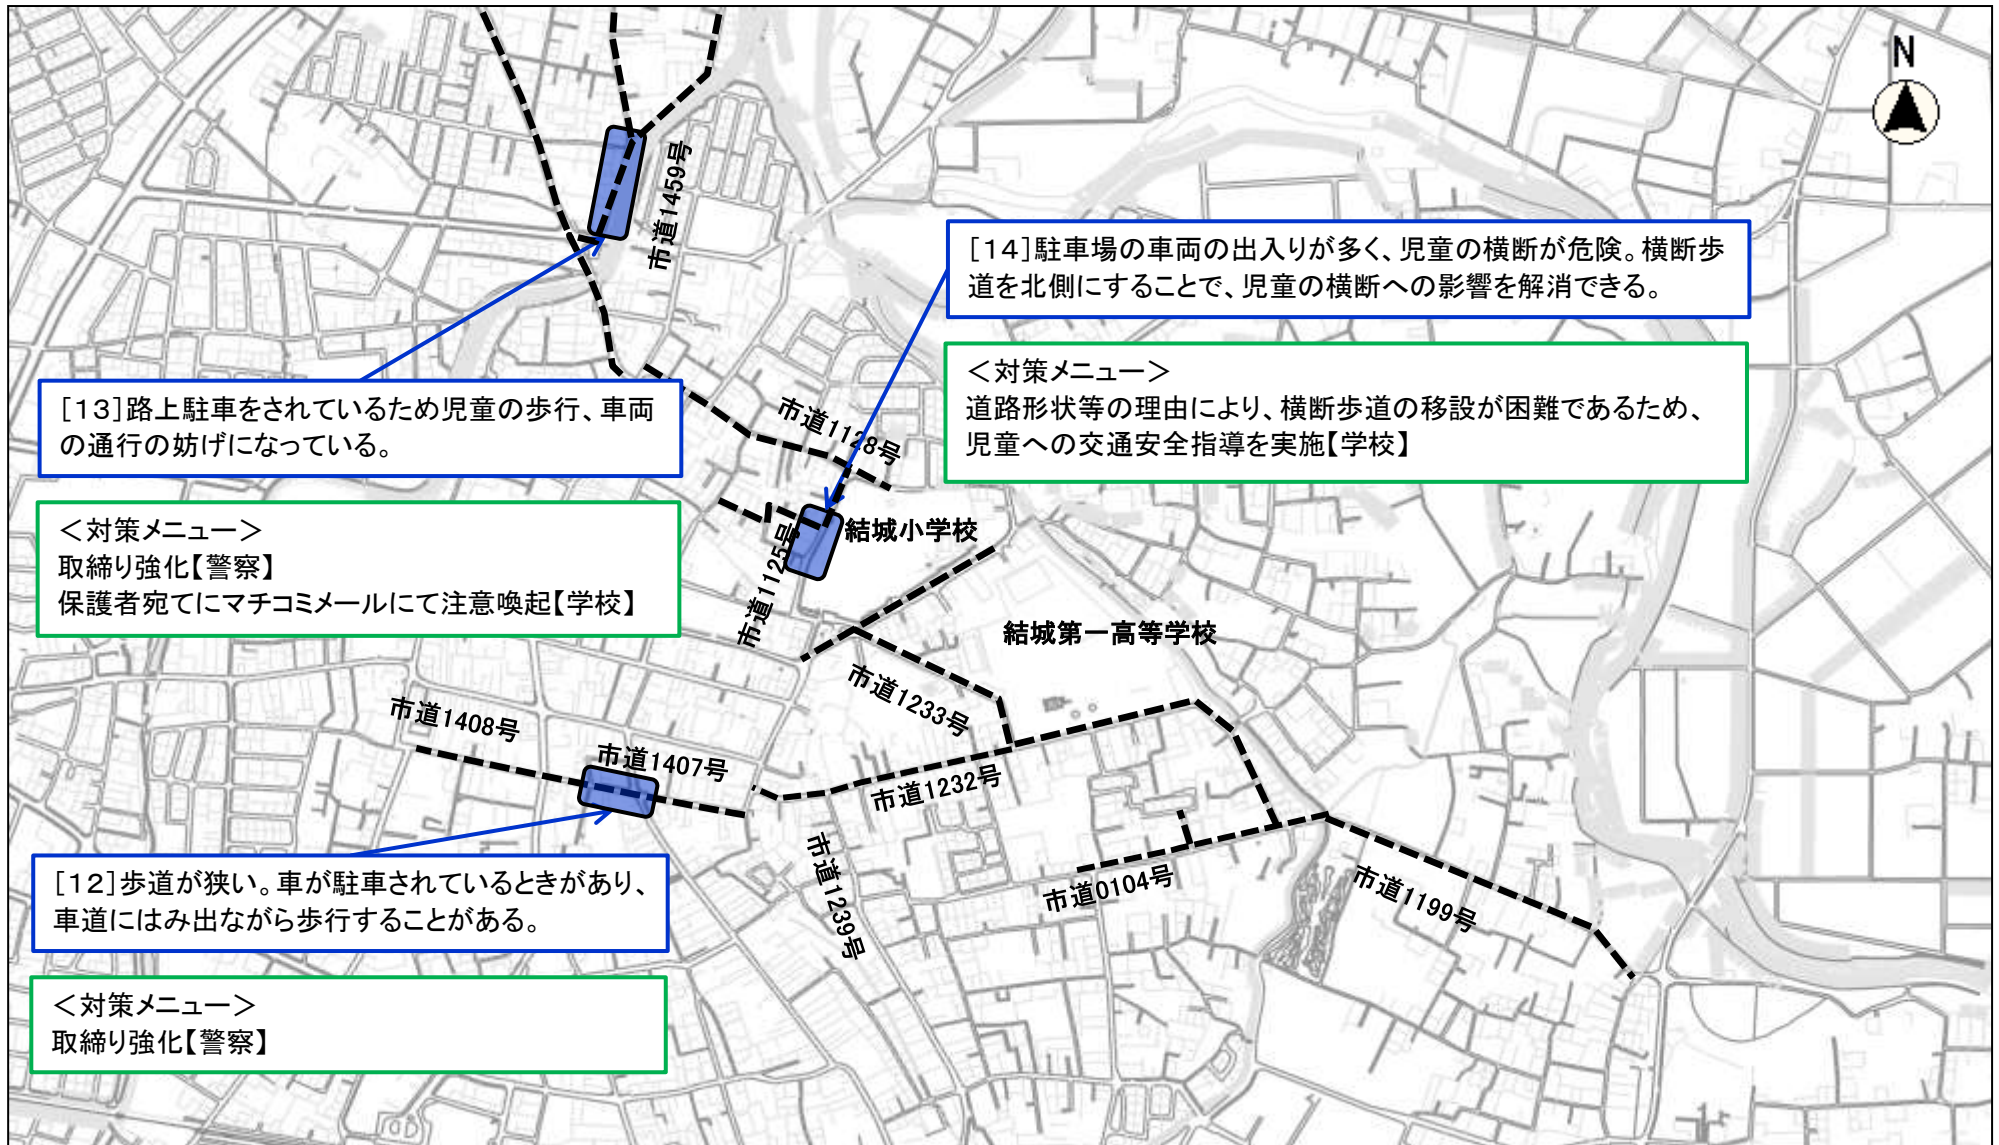 N
市道1459号
[14]駐車場の車両の出入りが多く、児童の横断が危険。横断歩
道を北側にすることで、児童の横断への影響を解消できる。
<対策メニュー>
道路形状等の理由により、横断歩道の移設が困難であるため、
児童への交通安全指導を実施【学校】
[13]路上駐車をされているため児童の歩行、車両
の通行の妨げになっている。
<対策メニュー>
取締り強化【警察】
保護者宛てにマチコミメールにて注意喚起【学校】
市道1128号
結城小学校
市道1125号
結城第一高等学校
市道1233号
市道1408号
市道1407号
市道1232号
市道1239号
市道0104号
市道1199号
[12]歩道が狭い。車が駐車されているときがあり、
車道にはみ出ながら歩行することがある。
<対策メニュー>
取締り強化【警察】